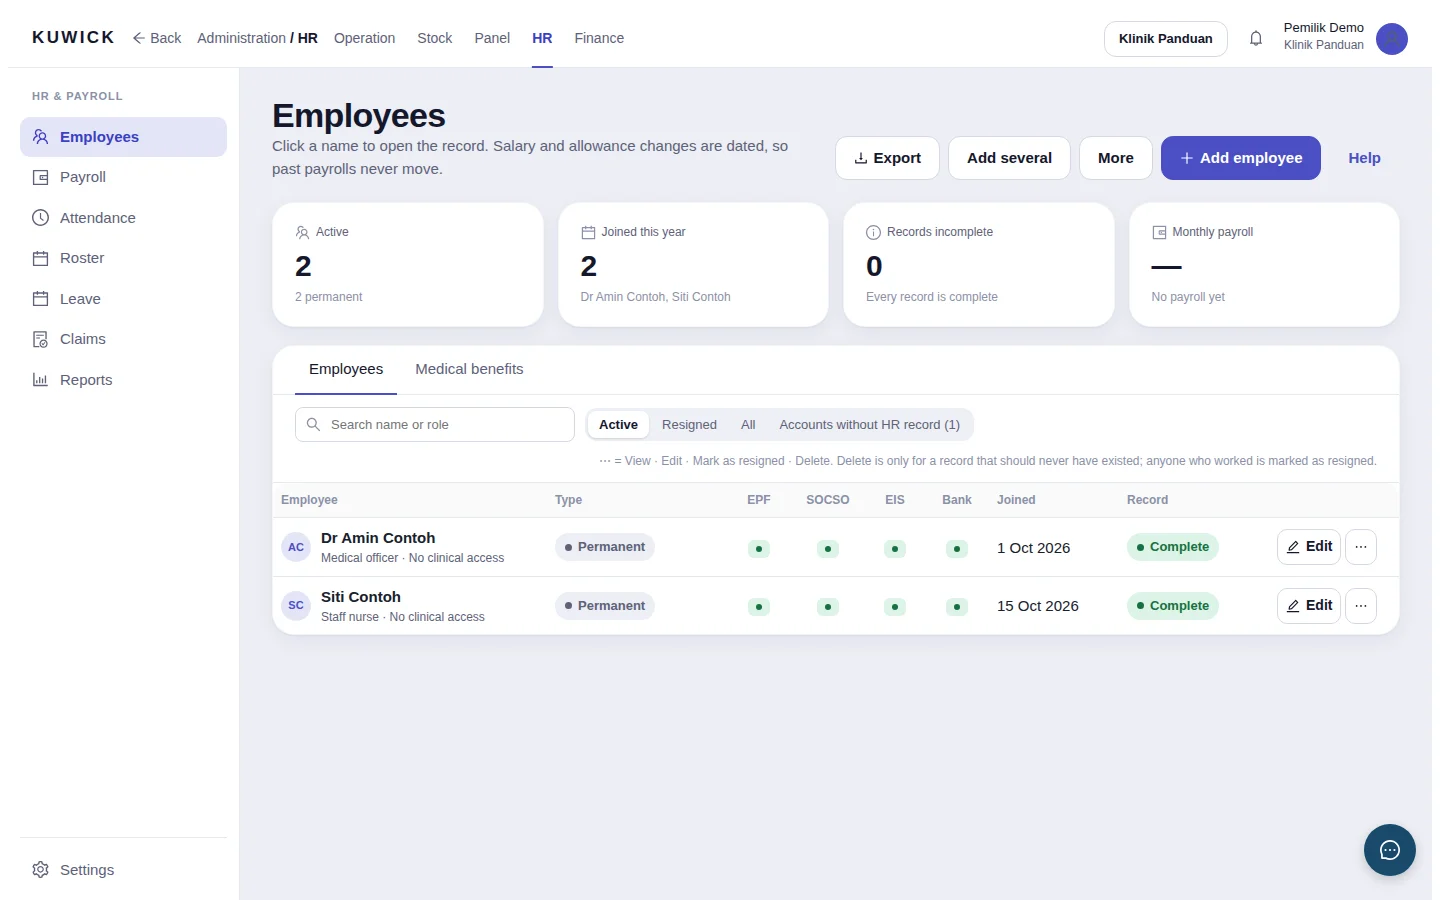 KUWICK
Back
Administration / HR
Operation
Stock
Panel
HR
Finance
Klinik Panduan
Pemilik Demo
Klinik Panduan
HR & PAYROLL
Employees
Payroll
Attendance
Roster
Leave
Claims
Reports
Settings
Employees
Click a name to open the record. Salary and allowance changes are dated, so
past payrolls never move.
Export
Add several
More
Add employee
Help
Active
2
2 permanent
Joined this year
2
Dr Amin Contoh, Siti Contoh
Records incomplete
0
Every record is complete
Monthly payroll
—
No payroll yet
Employees
Medical benefits
Search name or role
Active
Resigned
All
Accounts without HR record (1)
··· = View · Edit · Mark as resigned · Delete. Delete is only for a record that should never have existed; anyone who worked is marked as resigned.
Employee Type EPF SOCSO EIS Bank Joined Record
AC
Dr Amin Contoh
Medical officer · No clinical access
Permanent
1 Oct 2026
Complete
Edit
···
SC
Siti Contoh
Staff nurse · No clinical access
Permanent
15 Oct 2026
Complete
Edit
···